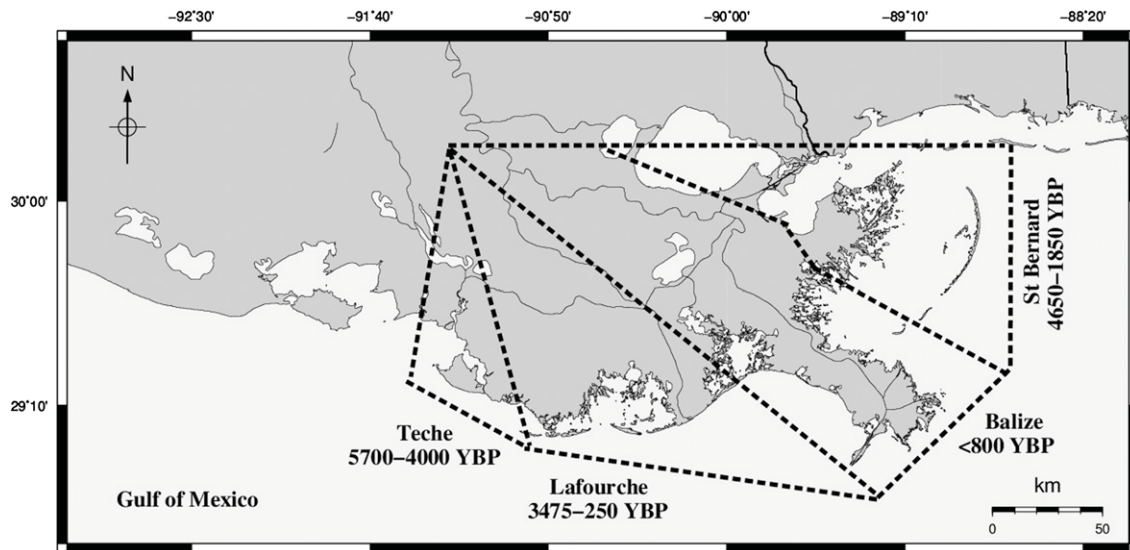 −92˚30'
−91˚40'
−90˚50'
−90˚00'
−89˚10'
−88˚20'
N
30˚00'
St Bernard
4650−1850 YBP
29˚10'
Teche
5700−4000 YBP
Balize
<800 YBP
Lafourche
3475−250 YBP
Gulf of Mexico
km
0
50